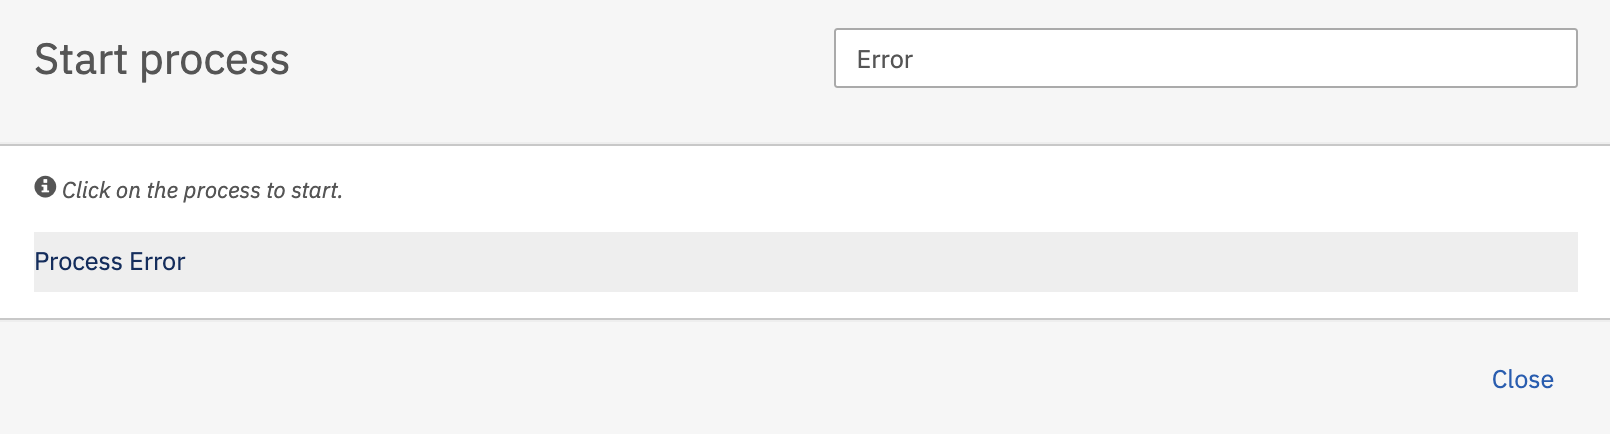 Start process
Error
Click on the process to start.
Process Error
Close